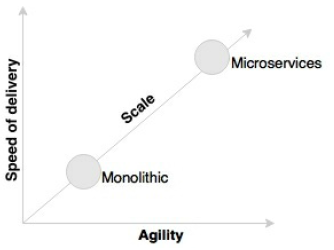 Speed of delivery
Microservices
Scale
Monolithic
Agility